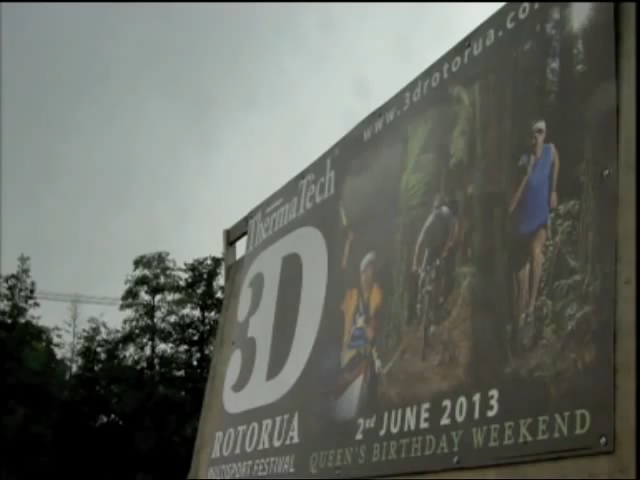 www.3drotorua.co
ThermaTech
3D
ROTORUA
MULTISPORT FESTIVAL
2nd JUNE 2013
QUEEN'S BIRTHDAY WEEKEND